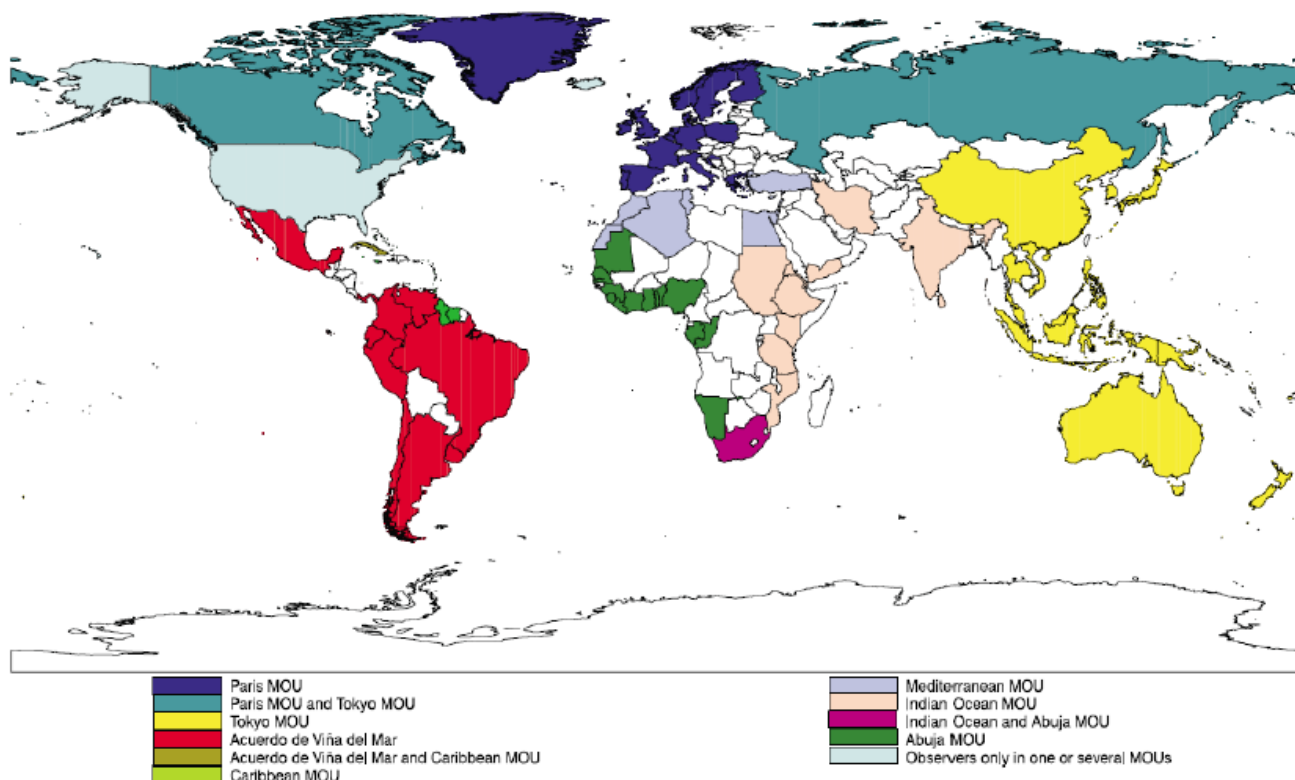 Paris MOU
Paris MOU and Tokyo MOU
Tokyo MOU
Acuerdo de Viña del Mar
Acuerdo de Viña del Mar and Caribbean MOU
Caribbean MOU
Mediterranean MOU
Indian Ocean MOU
Indian Ocean and Abuja MOU
Abuja MOU
Observers only in one or several MOUs